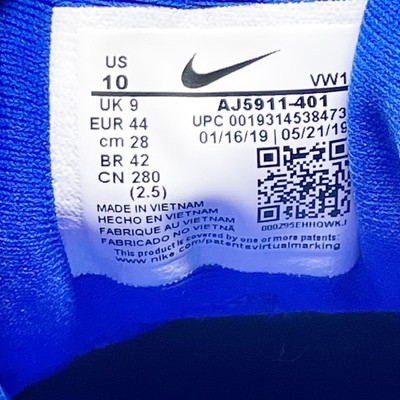 US
10
VW1
UK 9
AJ5911-401
EUR 44
UPC 0019314538473
cm 28
01/16/19 | 05/21/19
BR 42
CN 280
(2.5)
MADE IN VIETNAM
HECHO EN VIETNAM
FABRIQUE AU VIETNAM
FABRICADO NO VIETNÃ
This product is covered by one or more patents:
www.nike.com/patentsvirtualmarking